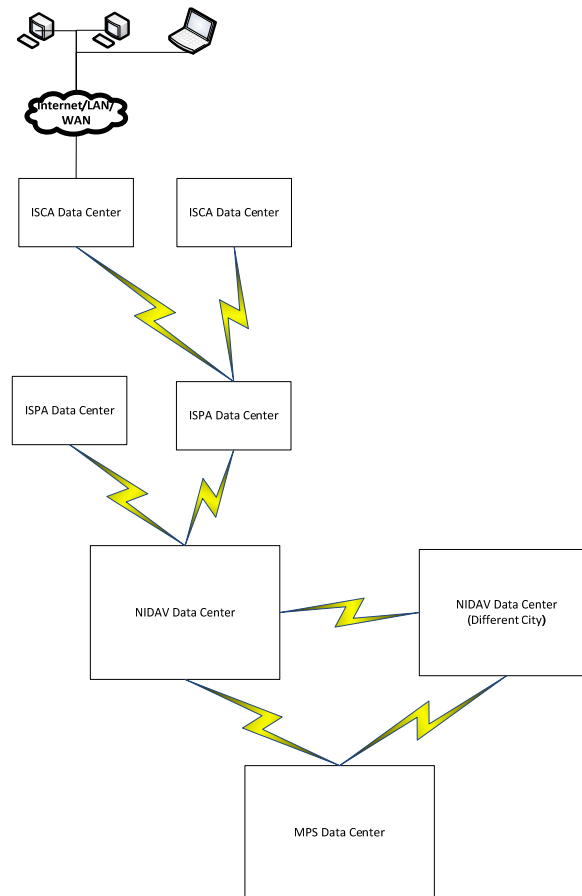 Internet/LAN/
WAN
ISCA Data Center
ISCA Data Center
ISPA Data Center
ISPA Data Center
NIDAV Data Center
NIDAV Data Center
(Different City)
MPS Data Center